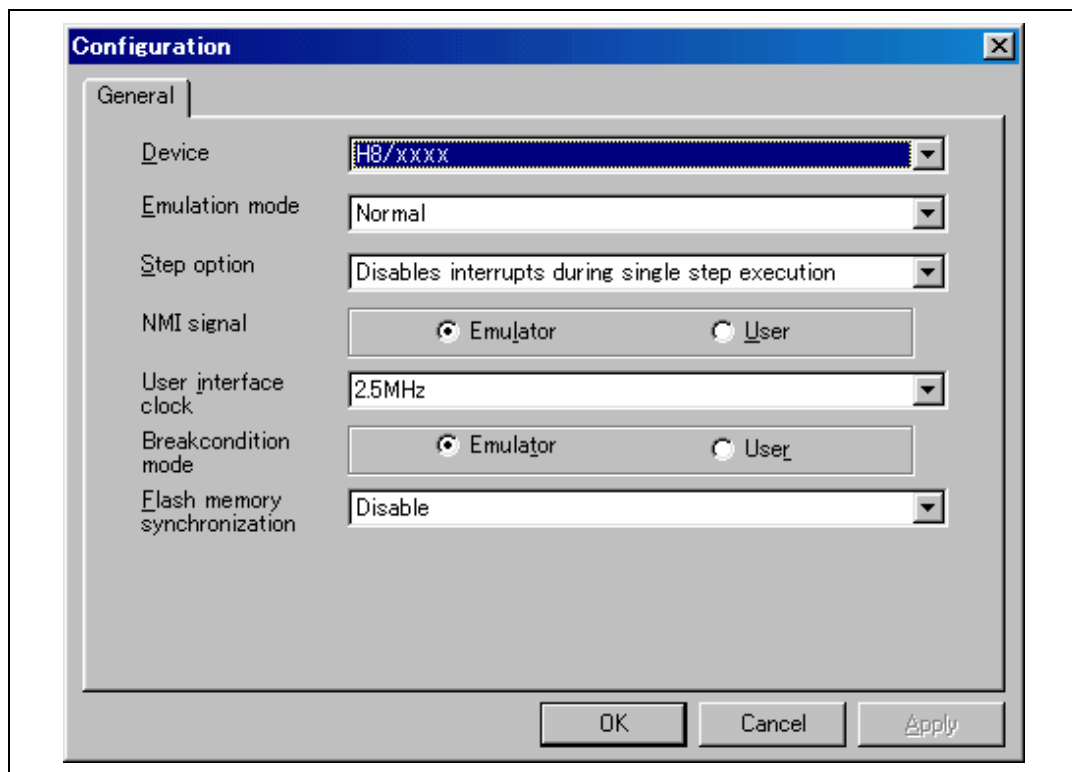 Configuration
General
Device
H8/xxxx
Emulation mode
Normal
Step option
Disables interrupts during single step execution
NMI signal
Emulator
User
User interface
clock
2.5MHz
Breakcondition
mode
Emulator
User
Flash memory
synchronization
Disable
OK
Cancel
Apply